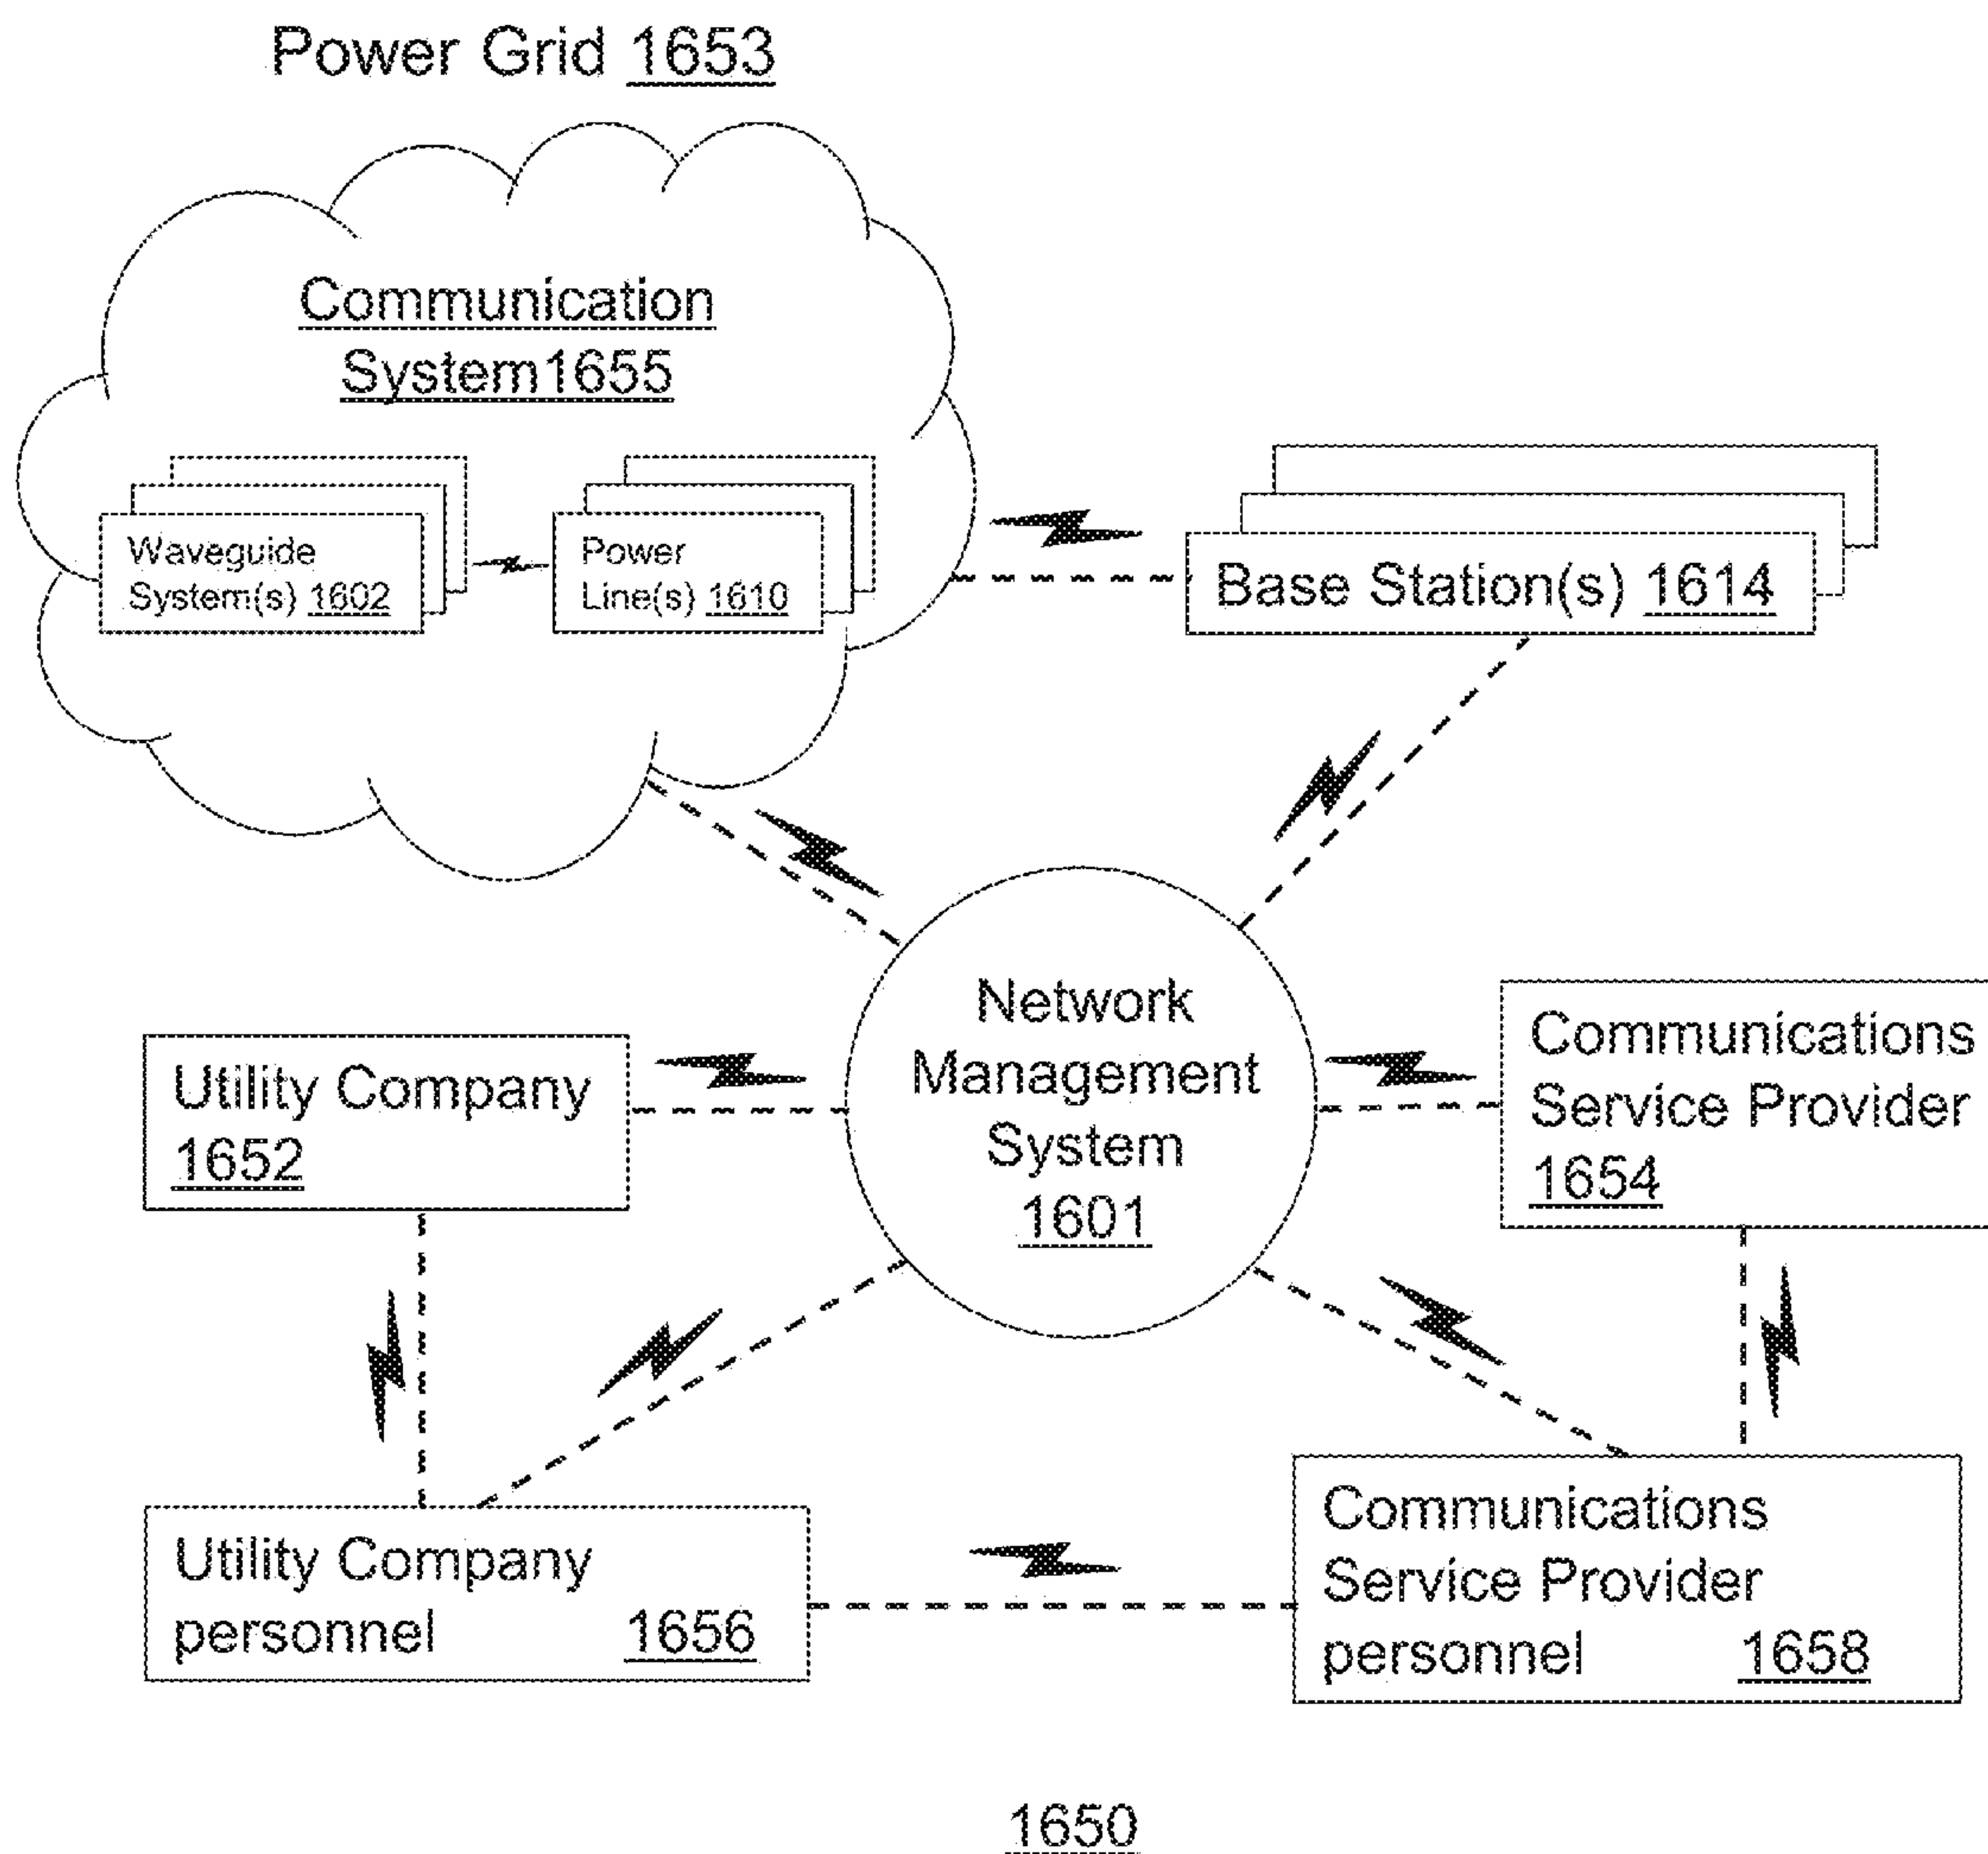 Power Grid 1653
Communication
System1655
Waveguide
System(s) 1602
Power
Line(s) 1610
Base Station(s) 1614
Network
Management
System
1601
Utility Company
1652
Communications
Service Provider
1654
Utility Company
personnel 1656
Communications
Service Provider
personnel 1658
1650